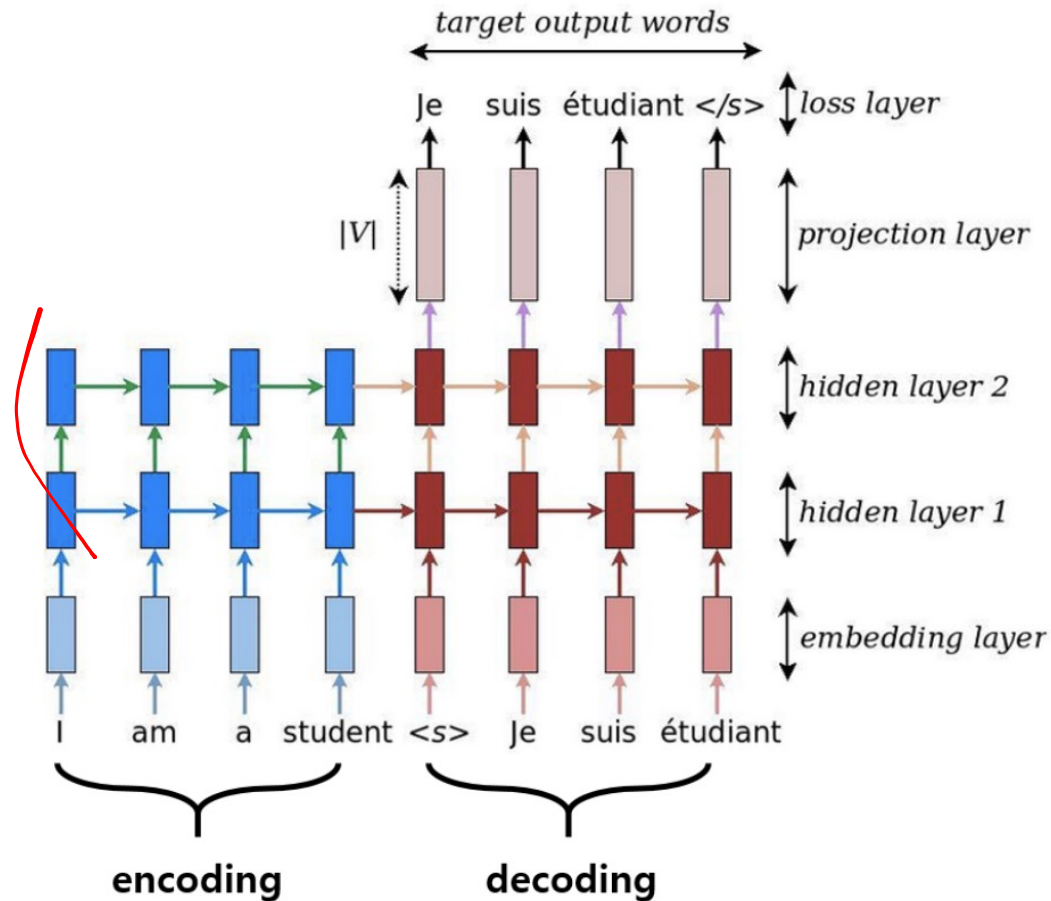 target output words
Je suis étudiant </s> loss layer
|V| projection layer
hidden layer 2
hidden layer 1
embedding layer
I am a student <s> Je suis étudiant
encoding decoding